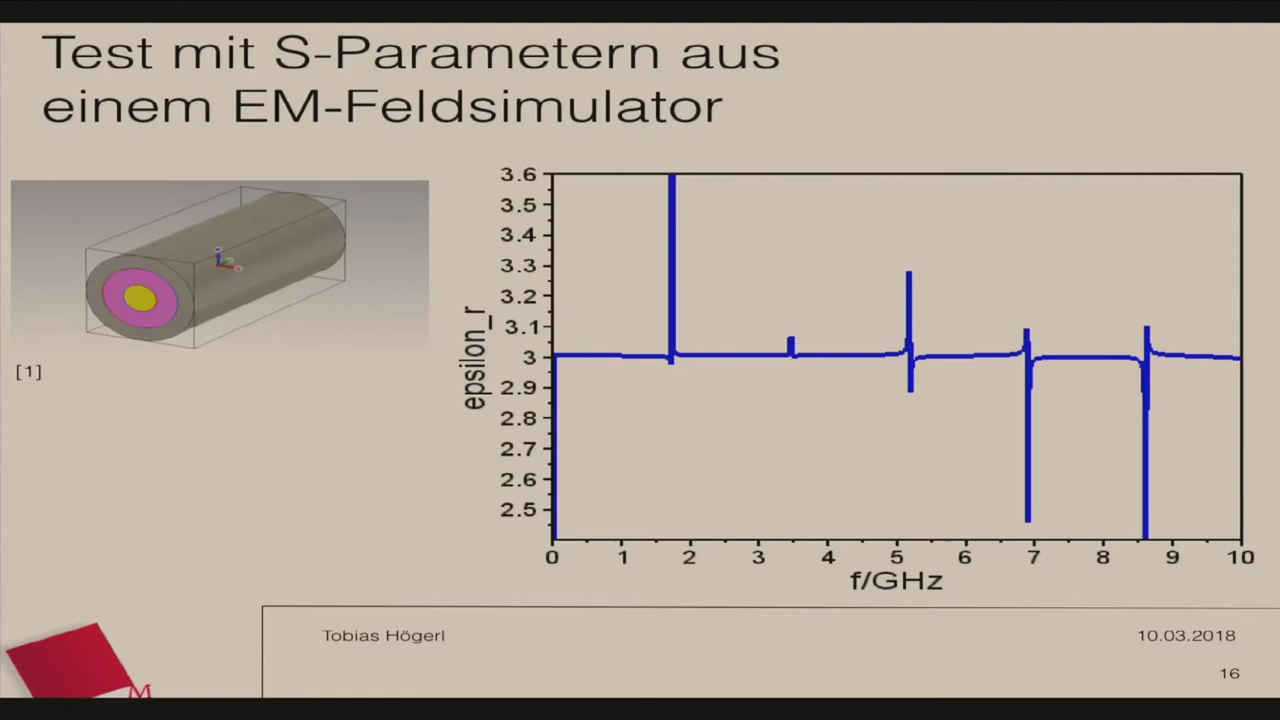 Test mit S-Parametern aus
einem EM-Feldsimulator
[1]
3.6
3.5
3.4
3.3
3.2
3.1
3
2.9
2.8
2.7
2.6
2.5
epsilon_r
0 1 2 3 4 5 6 7 8 9 10
f/GHz
Tobias Högerl
10.03.2018
16
M